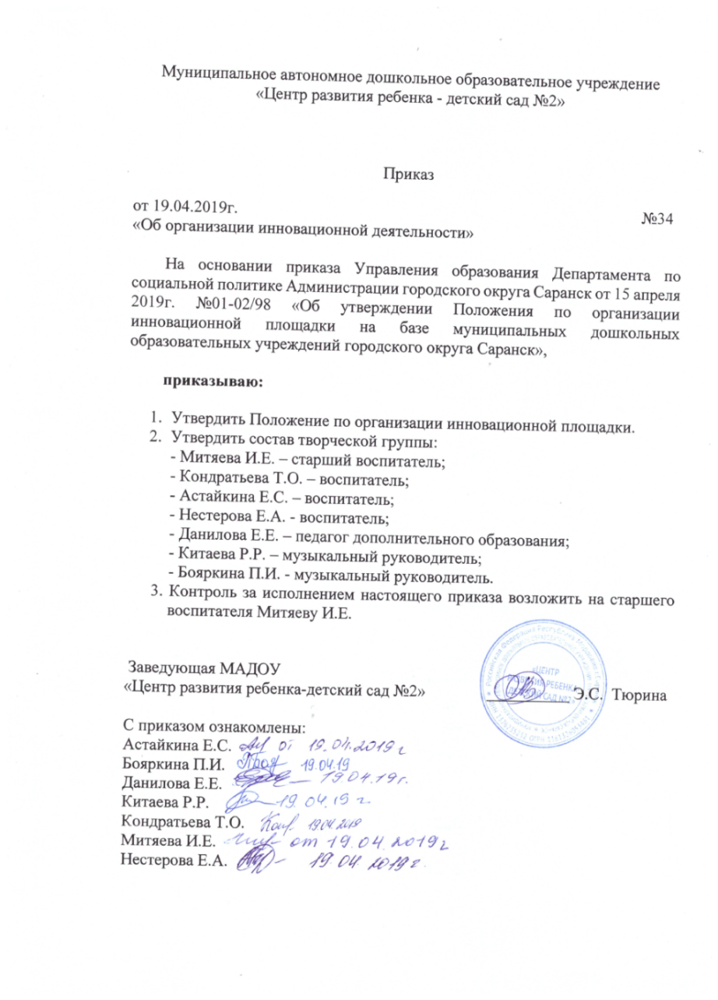 Муниципальное автономное дошкольное образовательное учреждение
«Центр развития ребенка - детский сад №2»
Приказ
от 19.04.2019г.
№34
«Об организации инновационной деятельности»
На основании приказа Управления образования Департамента по
социальной политике Администрации городского округа Саранск от 15 апреля
2019г. №01-02/98 «Об утверждении Положения по организации
инновационной площадки на базе муниципальных дошкольных
образовательных учреждений городского округа Саранск»,
приказываю:
1. Утвердить Положение по организации инновационной площадки.
2. Утвердить состав творческой группы:
- Митяева И.Е. – старший воспитатель;
- Кондратьева Т.О. – воспитатель;
- Астайкина Е.С. – воспитатель;
- Нестерова Е.А. - воспитатель;
- Данилова Е.Е. – педагог дополнительного образования;
- Китаева Р.Р. – музыкальный руководитель;
- Бояркина П.И. - музыкальный руководитель.
3. Контроль за исполнением настоящего приказа возложить на старшего
воспитателя Митяеву И.Е.
Заведующая МАДОУ
«Центр развития ребенка-детский сад №2» Э.С. Тюрина
«ЦЕНТР
РАЗВИТИЯ РЕБЕНКА
ДЕТСКИЙ САД №2»
С приказом ознакомлены:
Астайкина Е.С. от 19.04.2019г
Бояркина П.И. 19.04.19
Данилова Е.Е. 19.04.19г.
Китаева Р.Р. 19.04.19 г.
Кондратьева Т.О. 19.04.2019
Митяева И.Е. от 19.04.2019г
Нестерова Е.А. 19.04.2019г.